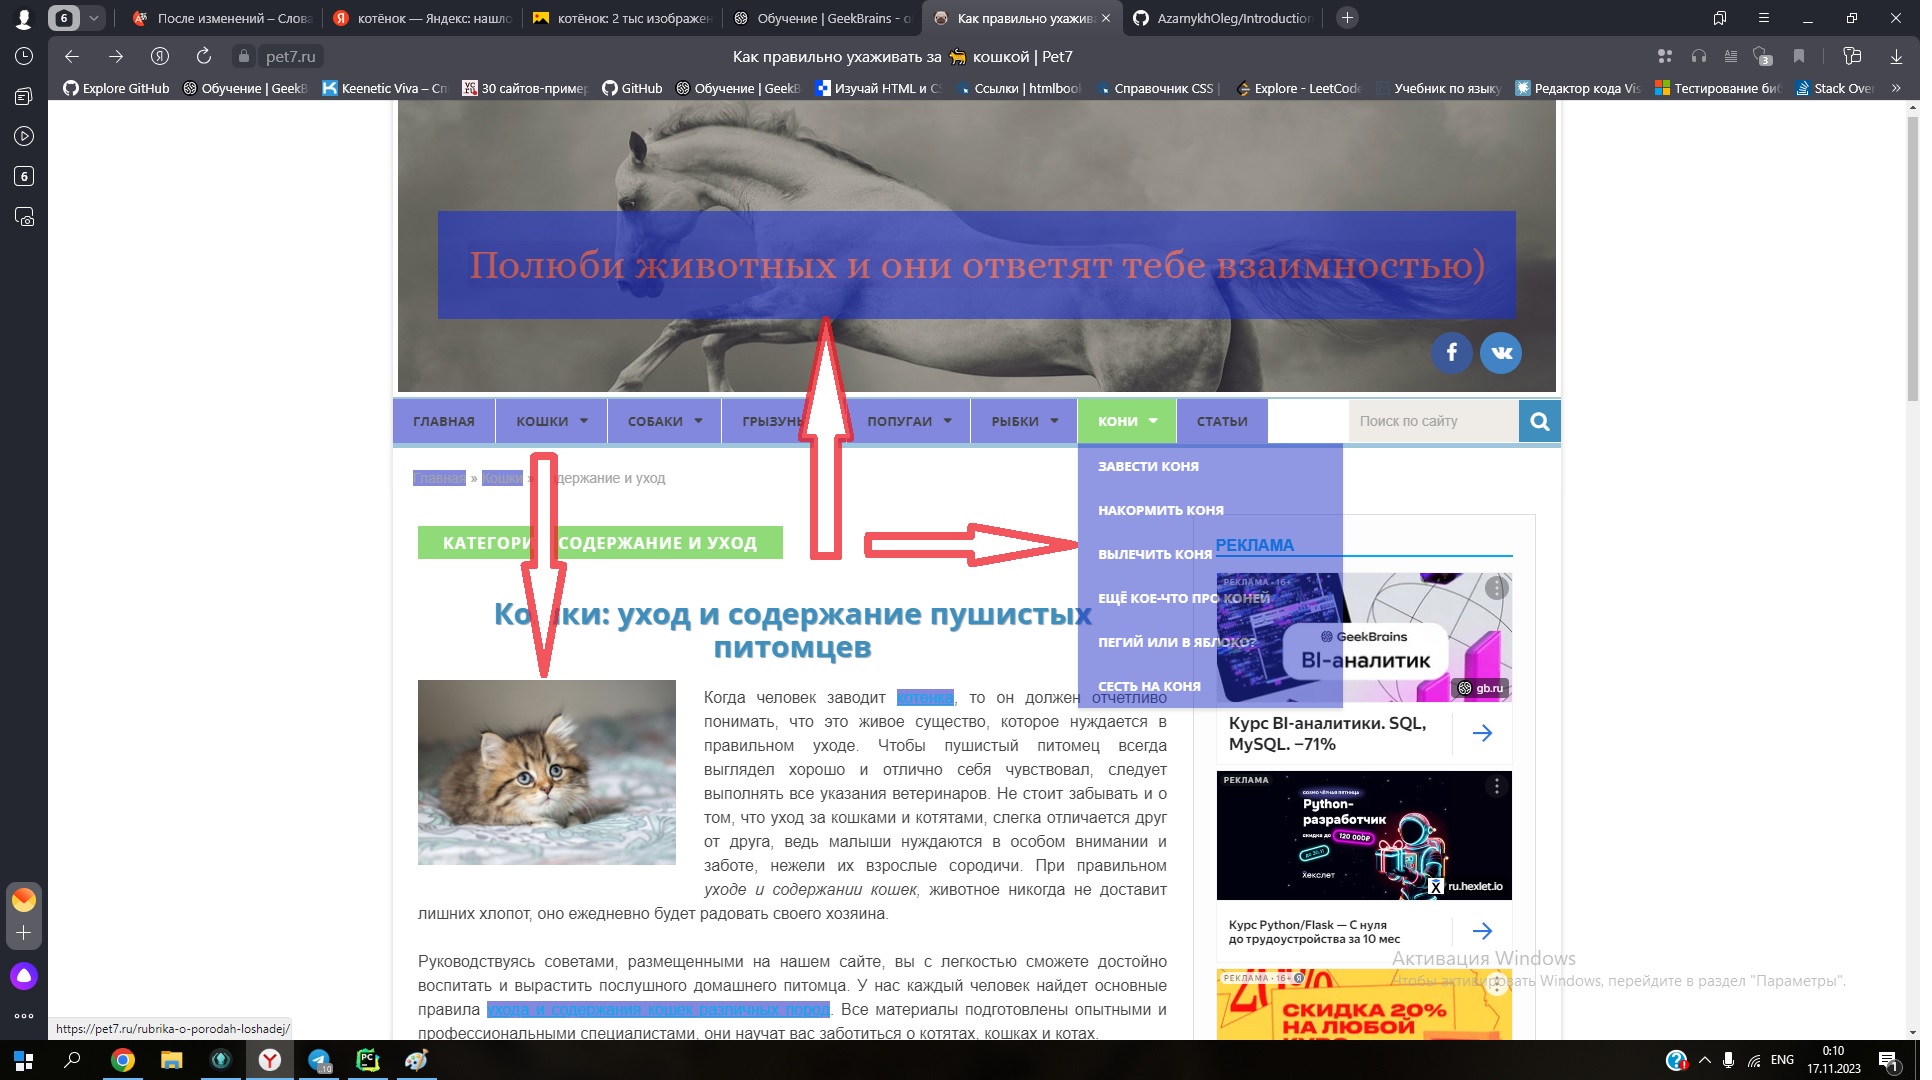 6
После изменений – Слова
котёнок — Яндекс: нашло
котёнок: 2 тыс изображен
Обучение | GeekBrains - о
Как правильно ухажива
AzarnykhOleg/Introduction
pet7.ru
Как правильно ухаживать за кошкой | Pet7
3
Explore GitHub
Обучение | GeekB
Keenetic Viva – Сп
30 сайтов-пример
GitHub
Обучение | GeekB
Изучай HTML и C
Ссылки | htmlbook
Справочник CSS |
Explore - LeetCode
Учебник по языку
Редактор кода Vis
Тестирование биб
Stack Over
6
Полюби животных и они ответят тебе взаимностью)
ГЛАВНАЯ
КОШКИ
СОБАКИ
ГРЫЗУНЫ
ПОПУГАИ
РЫБКИ
КОНИ
СТАТЬИ
Поиск по сайту
ЗАВЕСТИ КОНЯ
НАКОРМИТЬ КОНЯ
ВЫЛЕЧИТЬ КОНЯ
ЕЩЁ КОЕ-ЧТО ПРО КОНЕЙ
ПЕГИЙ ИЛИ В ЯБЛОКО?
СЕСТЬ НА КОНЯ
Главная » Кошки » держание и уход
КАТЕГОРИ СОДЕРЖАНИЕ И УХОД
Кошки: уход и содержание пушистых
питомцев
Когда человек заводит котенка, то он должен отчетливо
понимать, что это живое существо, которое нуждается в
правильном уходе. Чтобы пушистый питомец всегда
выглядел хорошо и отлично себя чувствовал, следует
выполнять все указания ветеринаров. Не стоит забывать и о
том, что уход за кошками и котятами, слегка отличается друг
от друга, ведь малыши нуждаются в особом внимании и
заботе, нежели их взрослые сородичи. При правильном
уходе и содержании кошек, животное никогда не доставит
лишних хлопот, оно ежедневно будет радовать своего хозяина.
Руководствуясь советами, размещенными на нашем сайте, вы с легкостью сможете достойно
воспитать и вырастить послушного домашнего питомца. У нас каждый человек найдет основные
правила ухода и содержания кошек различных пород. Все материалы подготовлены опытными и
профессиональными специалистами, они научат вас заботиться о котятах, кошках и котах.
РЕКЛАМА
РЕКЛАМА • 16+
GeekBrains
BI-аналитик
gb.ru
Курс BI-аналитики. SQL,
MySQL. –71%
РЕКЛАМА
Python-
разработчик
скидка до
120 000₽
Хекслет
ru.hexlet.io
Курс Python/Flask — С нуля
до трудоустройства за 10 мес
РЕКЛАМА • 16+
СКИДКА 20%
НА ЛЮБОЙ
Активация Windows
Чтобы активировать Windows, перейдите в раздел "Параметры".
https://pet7.ru/rubrika-o-porodah-loshadej/
10
ENG
0:10
17.11.2023
1